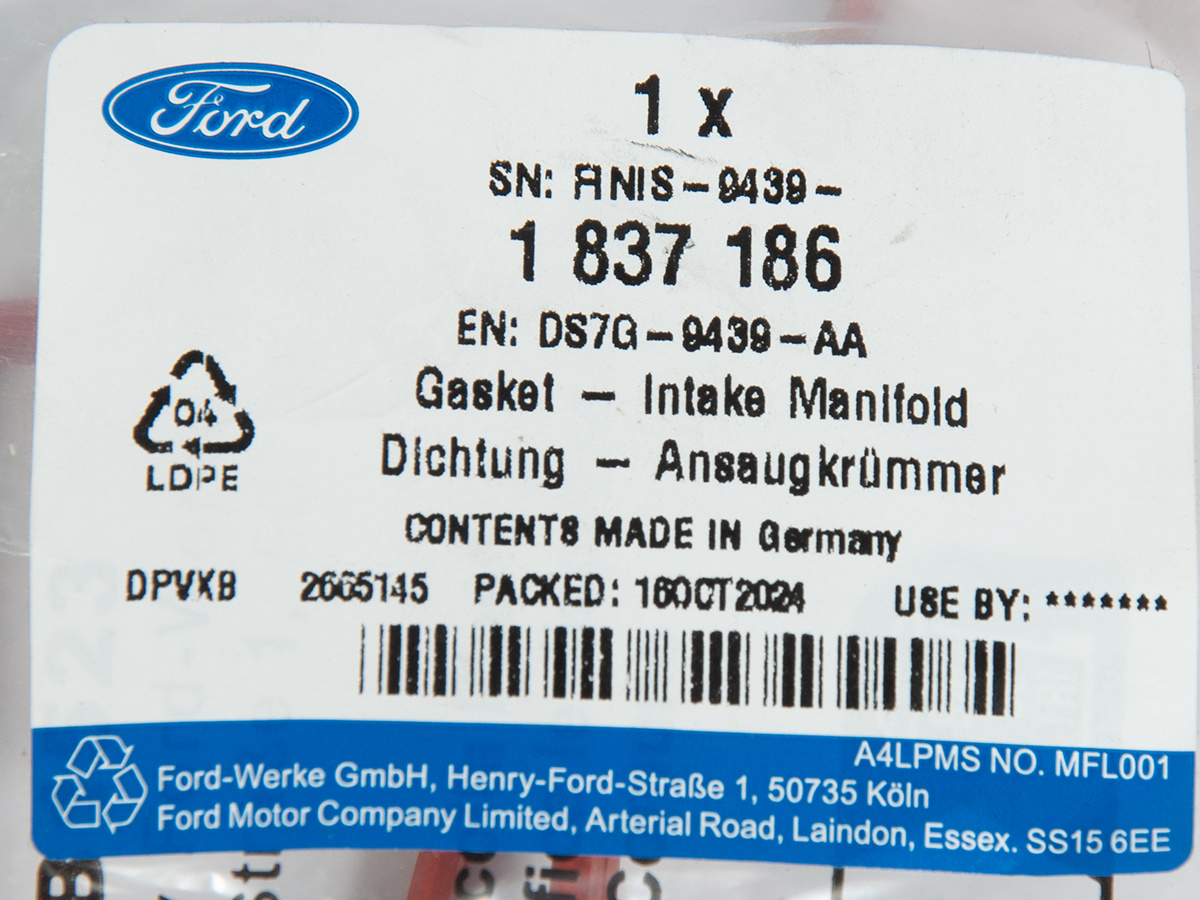 Ford
1 x
SN: FINIS-9439-
1 837 186
EN: DS7G-9439-AA
Gasket - Intake Manifold
Dichtung - Ansaugkrümmer
04
LDPE
CONTENTS MADE IN Germany
DPVXB 2665145 PACKED: 16OCT2024 USE BY: *******
A4LPMS NO. MFL001
Ford-Werke GmbH, Henry-Ford-Straße 1, 50735 Köln
Ford Motor Company Limited, Arterial Road, Laindon, Essex. SS15 6EE